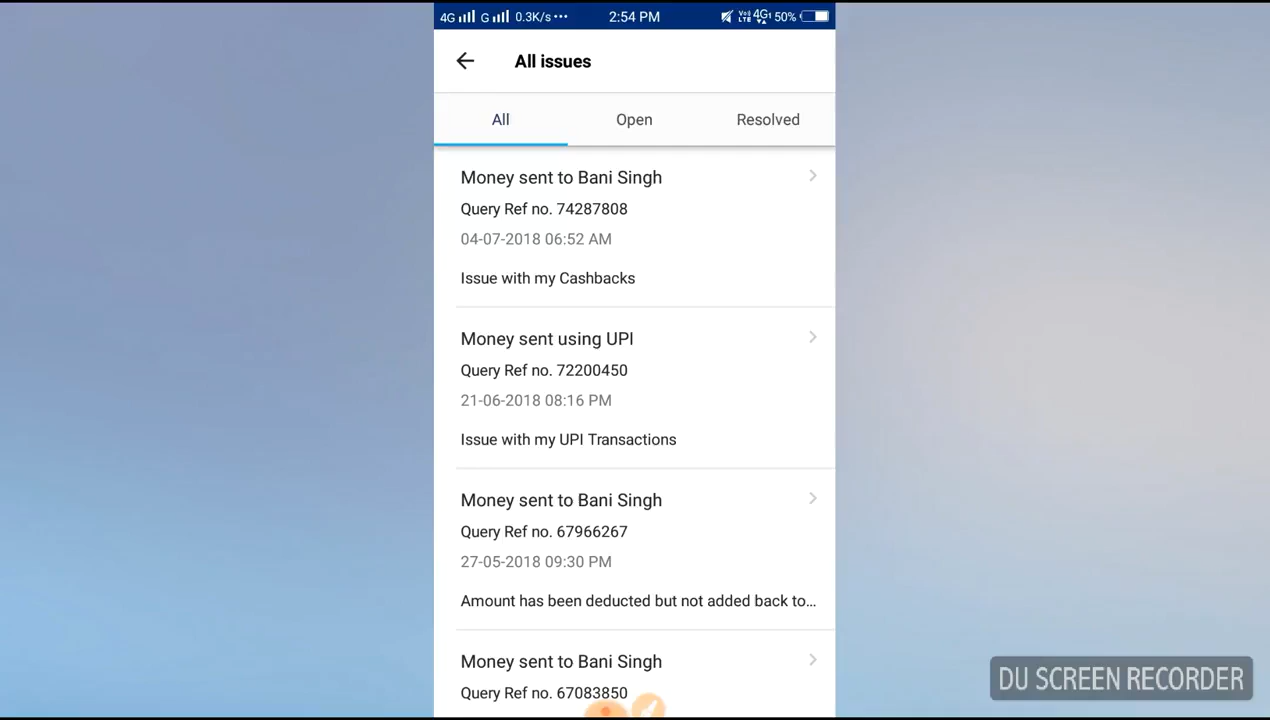 4G G 0.3K/s ••• 2:54 PM VoD LTE 4G 50%
All issues
All Open Resolved
Money sent to Bani Singh
Query Ref no. 74287808
04-07-2018 06:52 AM
Issue with my Cashbacks
Money sent using UPI
Query Ref no. 72200450
21-06-2018 08:16 PM
Issue with my UPI Transactions
Money sent to Bani Singh
Query Ref no. 67966267
27-05-2018 09:30 PM
Amount has been deducted but not added back to...
Money sent to Bani Singh
Query Ref no. 67083850
DU SCREEN RECORDER